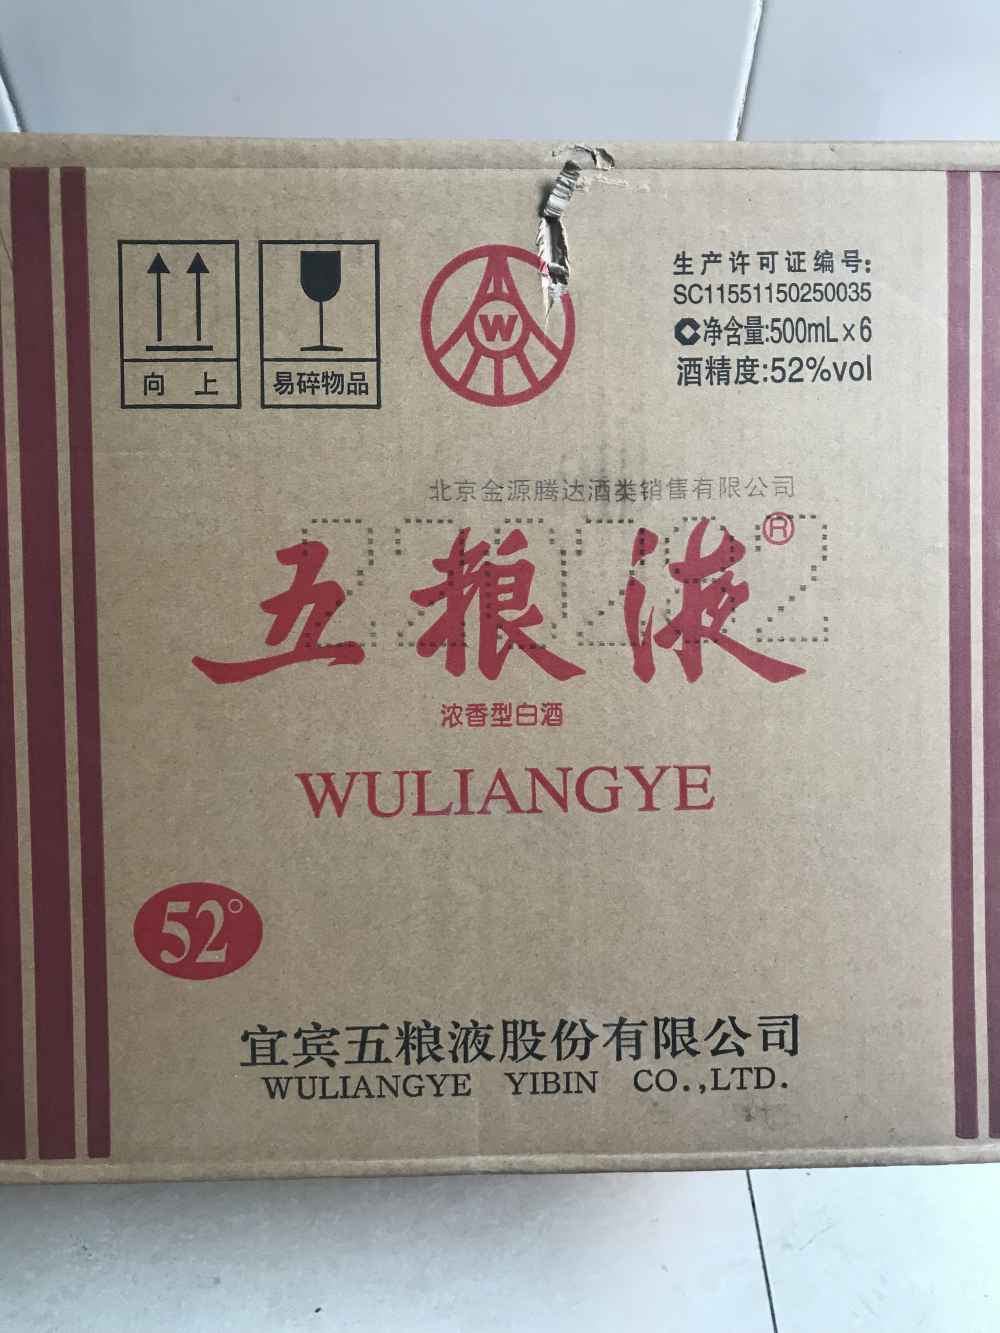 向 上
易碎物品
W
生产许可证编号:
SC11551150250035
C净含量:500mL×6
酒精度:52%vol
北京金源腾达酒类销售有限公司
五粮液®
浓香型白酒
WULIANGYE
52°
宜宾五粮液股份有限公司
WULIANGYE YIBIN CO.,LTD.